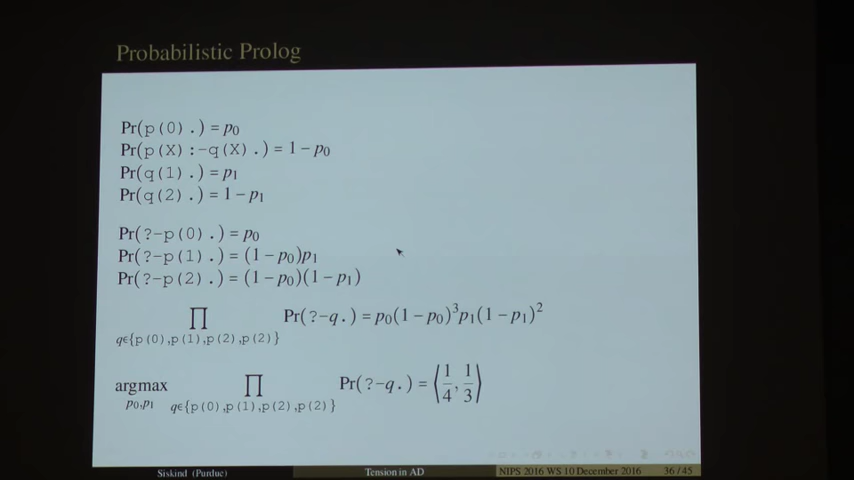 Probabilistic Prolog
Pr(p(0).) = p₀
Pr(p(X):-q(X).) = 1 − p₀
Pr(q(1).) = p₁
Pr(q(2).) = 1 − p₁
Pr(?-p(0).) = p₀
Pr(?-p(1).) = (1 − p₀)p₁
Pr(?-p(2).) = (1 − p₀)(1 − p₁)
∏ Pr(?-q.) = p₀(1 − p₀)³p₁(1 − p₁)²
q∈{p(0),p(1),p(2),p(2)}
argmax ∏ Pr(?-q.) = ⟨1/4, 1/3⟩
p₀,p₁ q∈{p(0),p(1),p(2),p(2)}
Siskind (Purdue) Tension in AD NIPS 2016 WS 10 December 2016 36 / 45